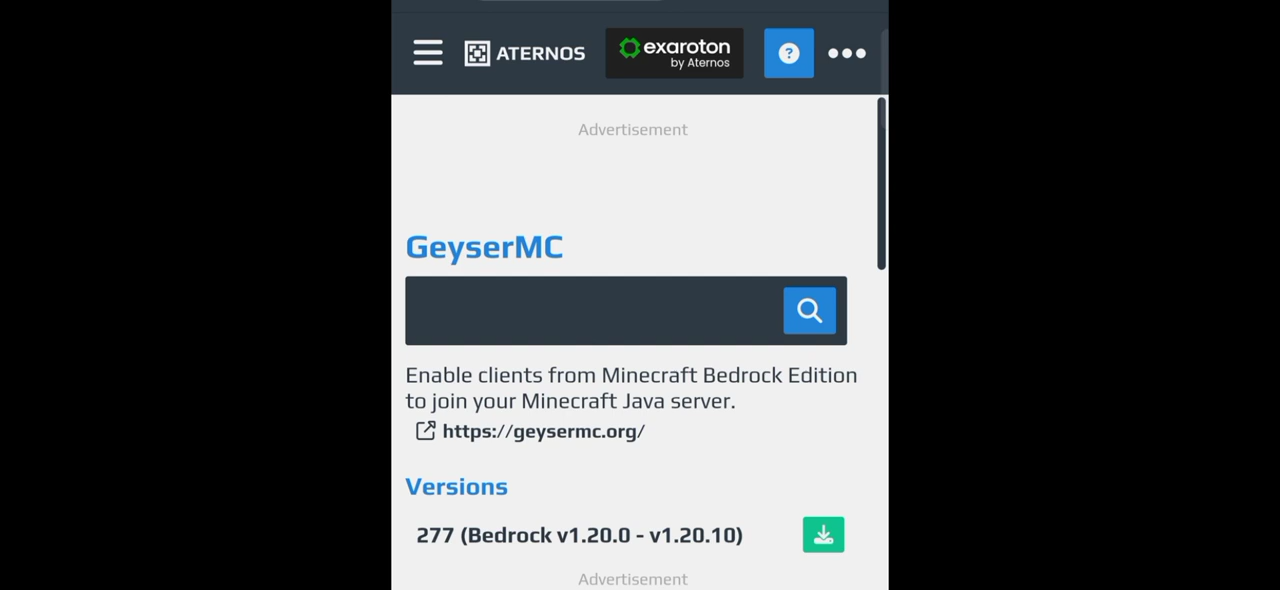 ATERNOS
exaroton
by Aternos
?
Advertisement
GeyserMC
Enable clients from Minecraft Bedrock Edition
to join your Minecraft Java server.
https://geysermc.org/
Versions
277 (Bedrock v1.20.0 - v1.20.10)
Advertisement